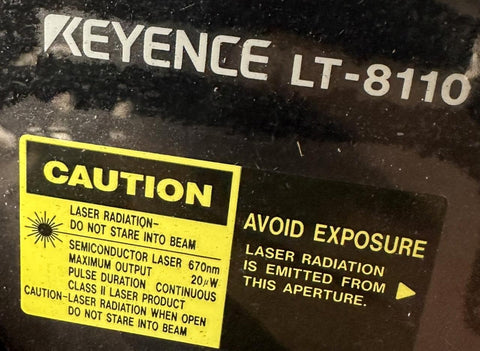 KEYENCE LT-8110
CAUTION
LASER RADIATION-
DO NOT STARE INTO BEAM
SEMICONDUCTOR LASER 670nm
MAXIMUM OUTPUT 20μW
PULSE DURATION CONTINUOUS
CLASS II LASER PRODUCT
CAUTION-LASER RADIATION WHEN OPEN
DO NOT STARE INTO BEAM
AVOID EXPOSURE
LASER RADIATION
IS EMITTED FROM
THIS APERTURE.